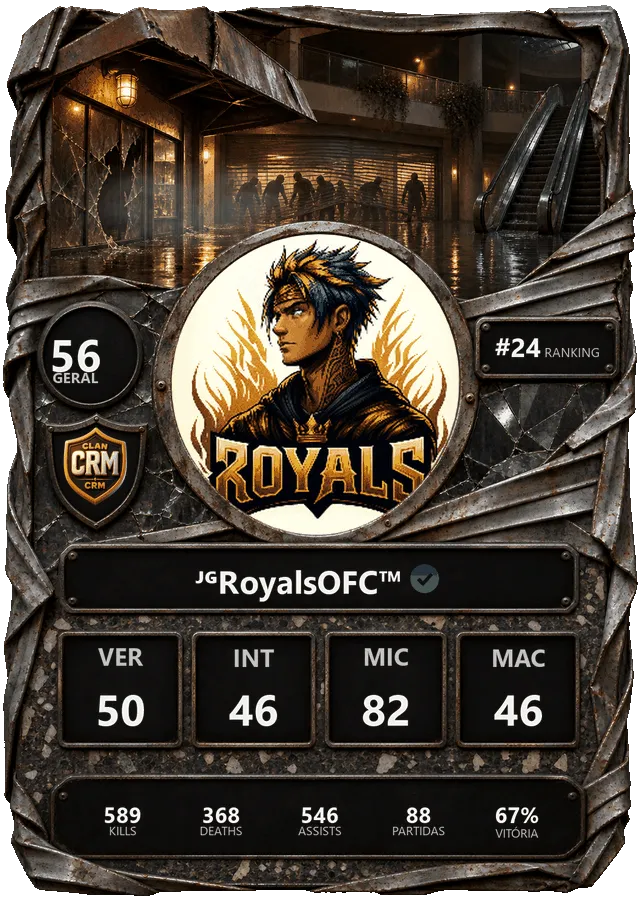 56
GERAL
#24 RANKING
CLAN
CRM
CRM
ROYALS
ᴶᴳRoyalsOFC™
VER
INT
MIC
MAC
50
46
82
46
589
368
546
88
67%
KILLS
DEATHS
ASSISTS
PARTIDAS
VITÓRIA